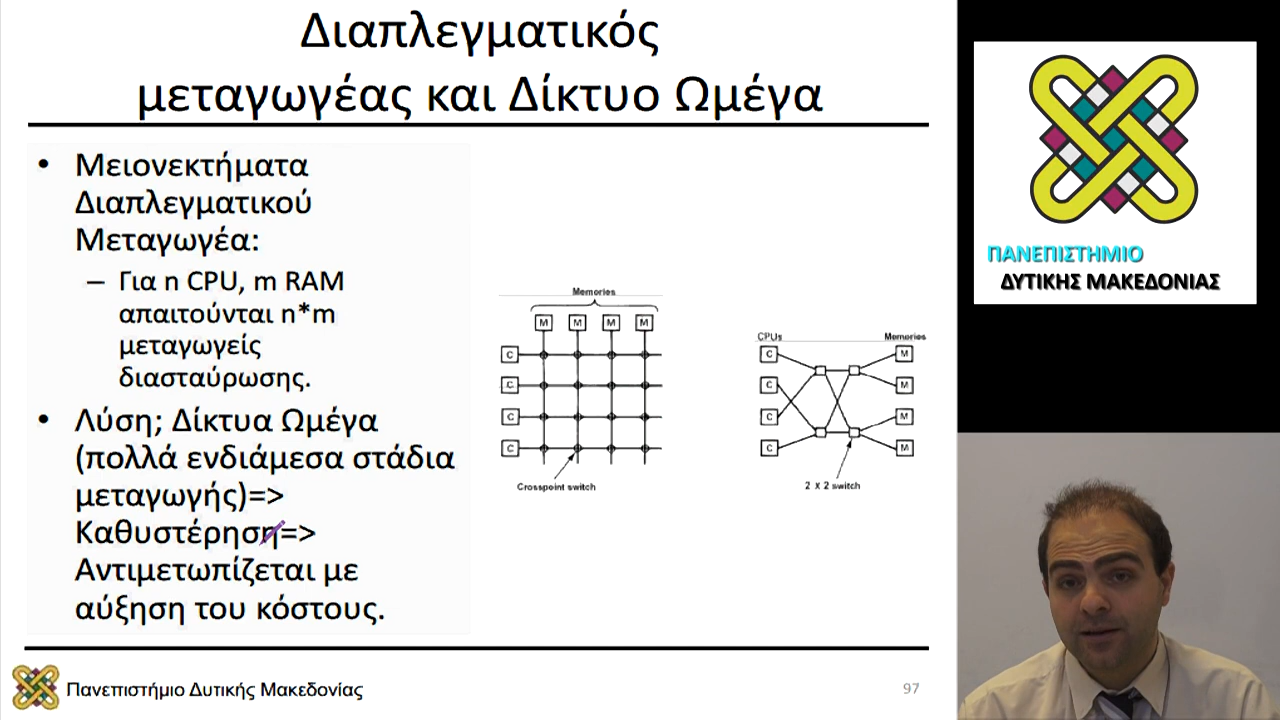 Διαπλεγματικός
μεταγωγέας και Δίκτυο Ωμέγα
• Μειονεκτήματα
Διαπλεγματικού
Μεταγωγέα:
– Για n CPU, m RAM
απαιτούνται n*m
μεταγωγείς
διασταύρωσης.
• Λύση; Δίκτυα Ωμέγα
(πολλά ενδιάμεσα στάδια
μεταγωγής)=>
Καθυστέρηση=>
Αντιμετωπίζεται με
αύξηση του κόστους.
Memories
M M M M
C
C
C
C
Crosspoint switch
CPUs Memories
C M
C M
C M
C M
2 X 2 switch
Πανεπιστήμιο Δυτικής Μακεδονίας
97
ΠΑΝΕΠΙΣΤΗΜΙΟ
ΔΥΤΙΚΗΣ ΜΑΚΕΔΟΝΙΑΣ